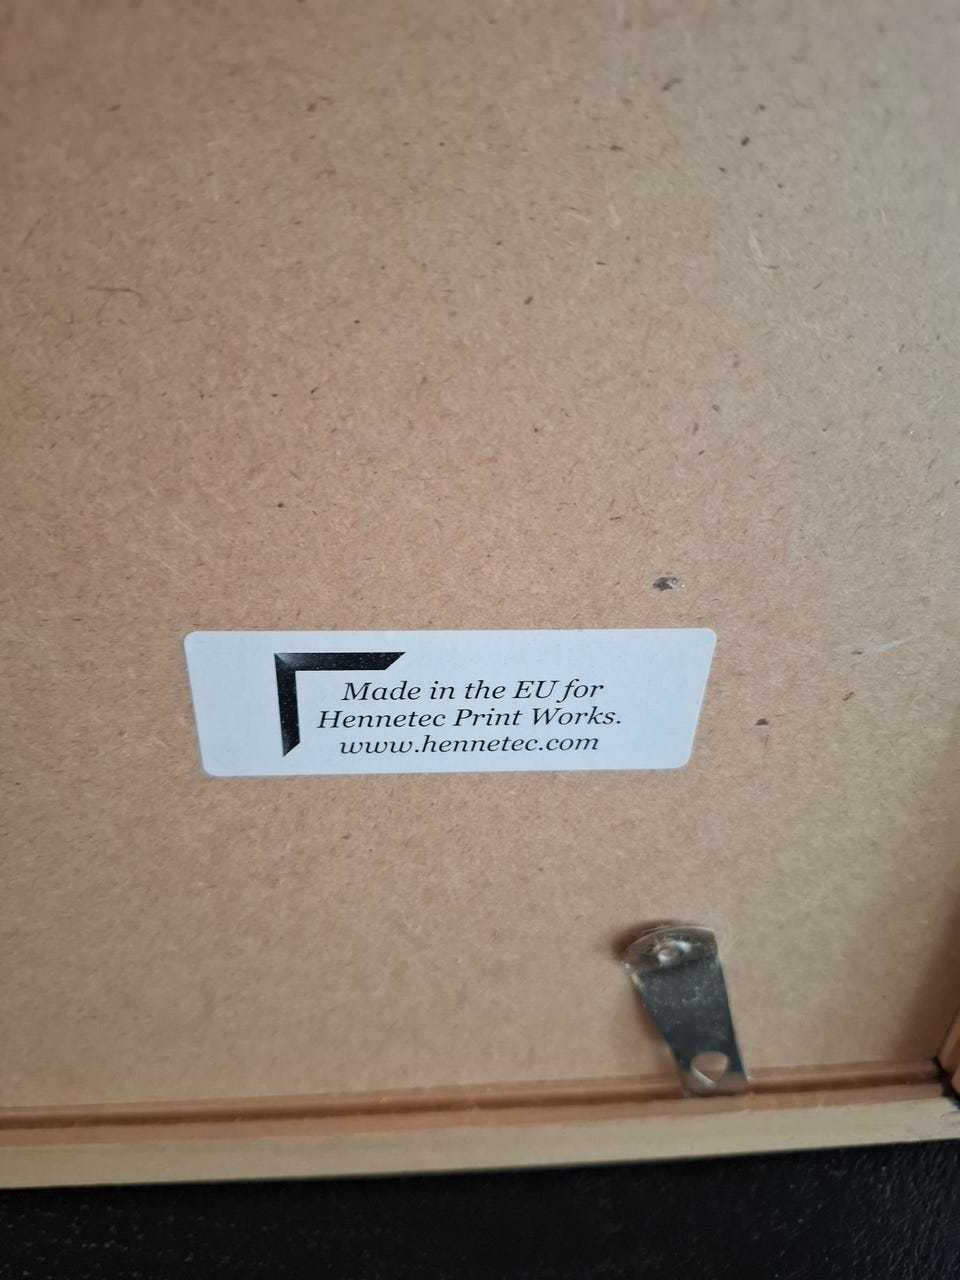 Made in the EU for
Hennetec Print Works.
www.hennetec.com